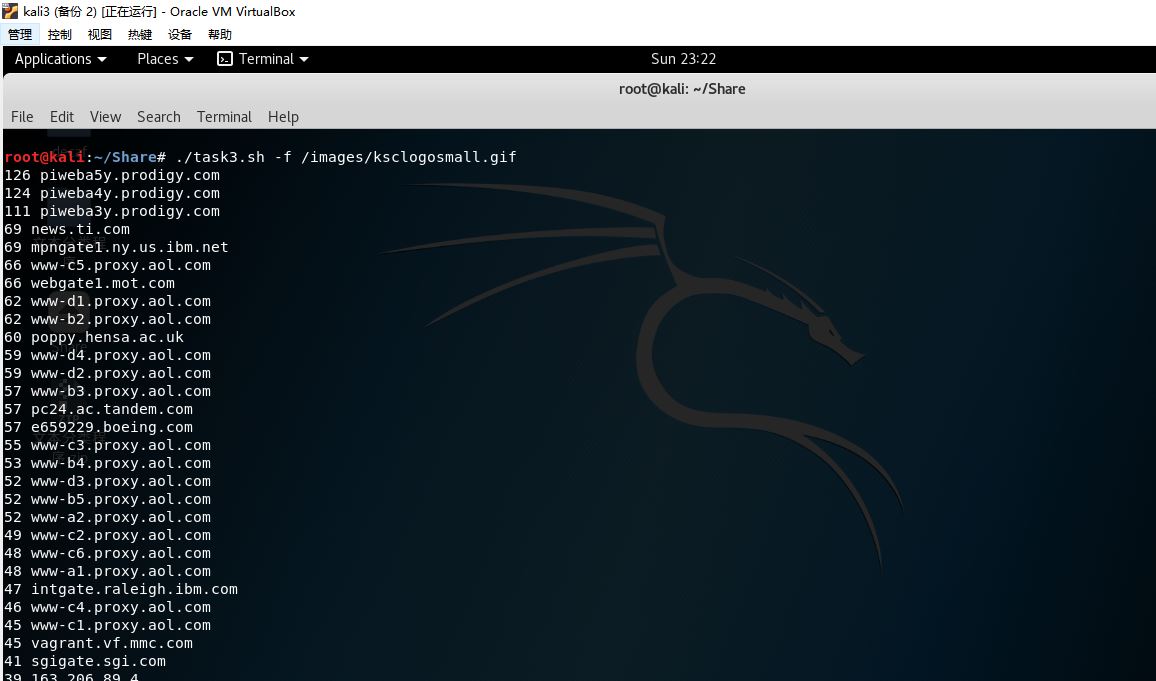 kali3 (备份 2) [正在运行] - Oracle VM VirtualBox
管理 控制 视图 热键 设备 帮助
Applications Places Terminal Sun 23:22
root@kali: ~/Share
File Edit View Search Terminal Help
root@kali:~/Share# ./task3.sh -f /images/ksclogosmall.gif
126 piweba5y.prodigy.com
124 piweba4y.prodigy.com
111 piweba3y.prodigy.com
69 news.ti.com
69 mpngate1.ny.us.ibm.net
66 www-c5.proxy.aol.com
66 webgate1.mot.com
62 www-d1.proxy.aol.com
62 www-b2.proxy.aol.com
60 poppy.hensa.ac.uk
59 www-d4.proxy.aol.com
59 www-d2.proxy.aol.com
57 www-b3.proxy.aol.com
57 pc24.ac.tandem.com
57 e659229.boeing.com
55 www-c3.proxy.aol.com
53 www-b4.proxy.aol.com
52 www-d3.proxy.aol.com
52 www-b5.proxy.aol.com
52 www-a2.proxy.aol.com
49 www-c2.proxy.aol.com
48 www-c6.proxy.aol.com
48 www-a1.proxy.aol.com
47 intgate.raleigh.ibm.com
46 www-c4.proxy.aol.com
45 www-c1.proxy.aol.com
45 vagrant.vf.mmc.com
41 sgigate.sgi.com
39 163.206.89.4